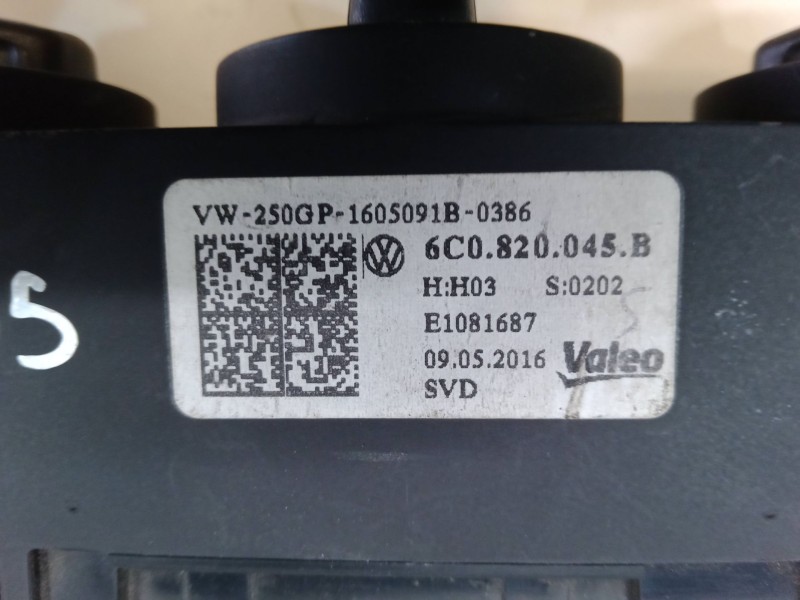 VW-250GP-1605091B-0386
6C0.820.045.B
H:H03 S:0202
E1081687
09.05.2016 Valeo
SVD
5